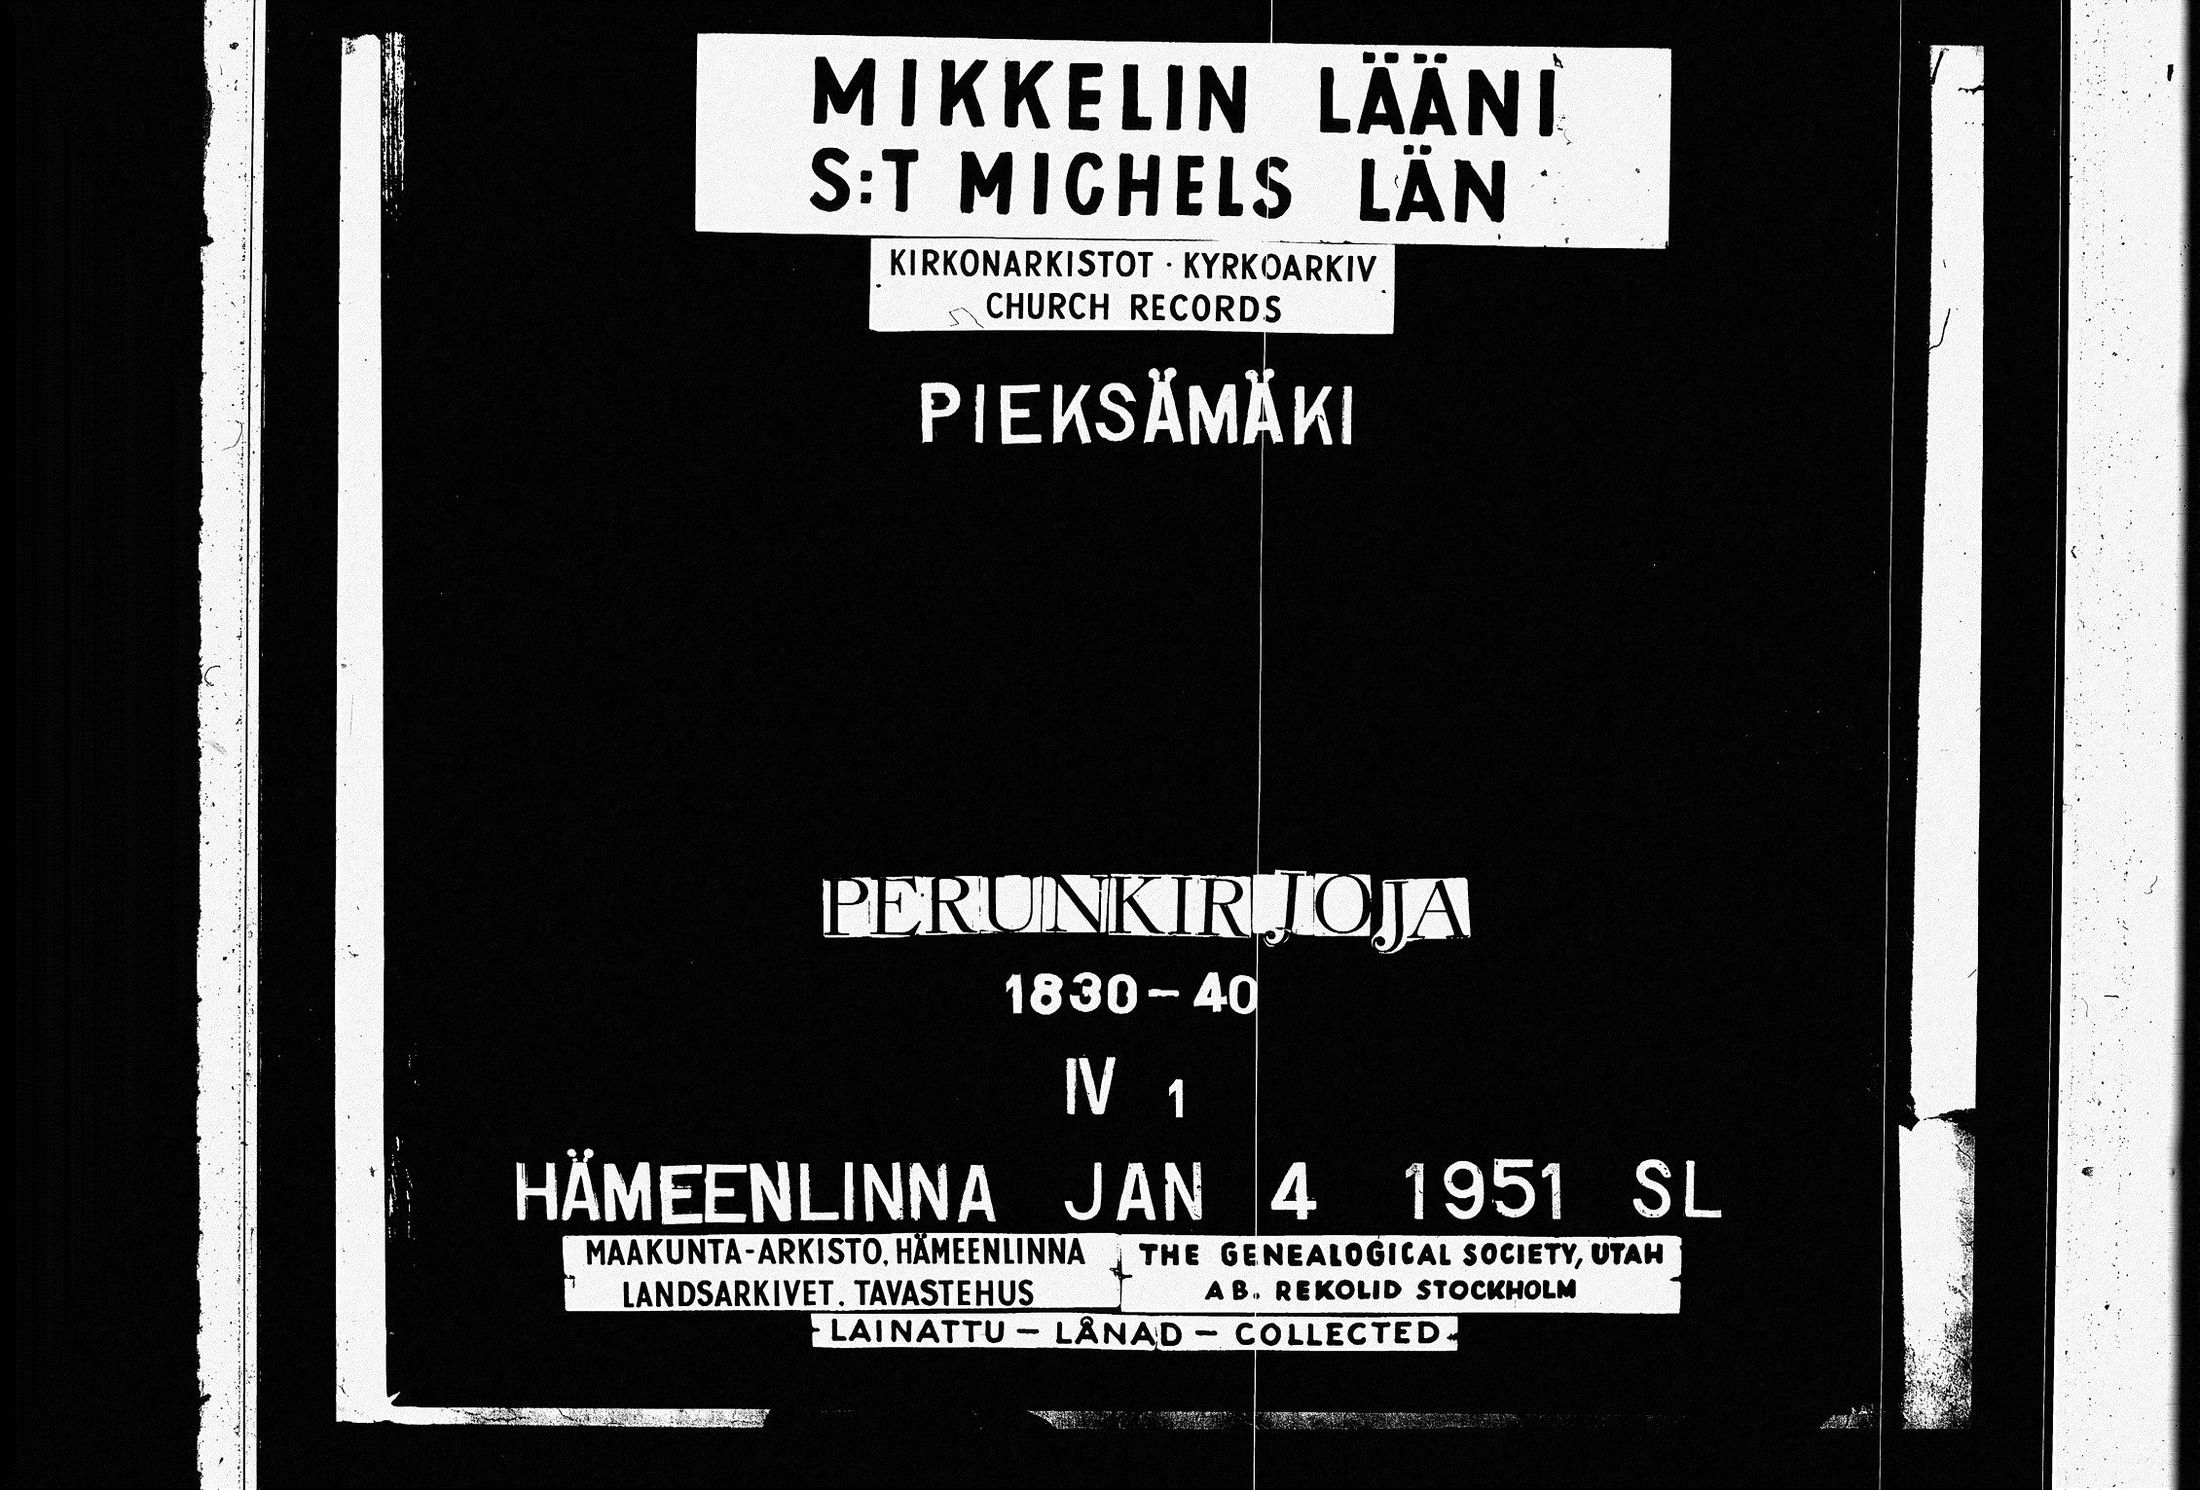 MIKKELIN LÄÄNI
S:T MICHELS LÄN
KIRKONARKISTOT · KYRKOARKIV
CHURCH RECORDS
PIEKSÄMÄKI
PERUNKIRJOJA
1830-40
IV 1
HÄMEENLINNA JAN 4 1951 SL
MAAKUNTA-ARKISTO, HÄMEENLINNA
LANDSARKIVET. TAVASTEHUS
THE GENEALOGICAL SOCIETY, UTAH
AB. REKOLID STOCKHOLM
LAINATTU - LÅNAD - COLLECTED